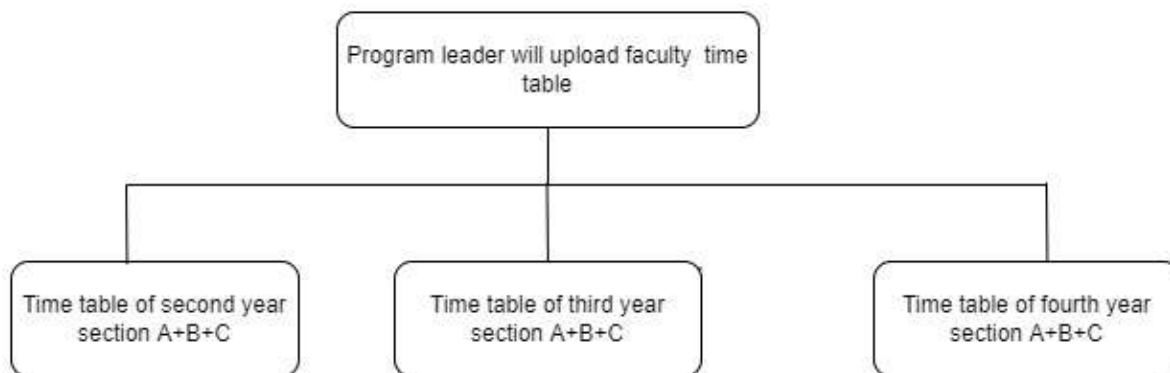 Program leader will upload faculty time
table
Time table of second year
section A+B+C
Time table of third year
section A+B+C
Time table of fourth year
section A+B+C